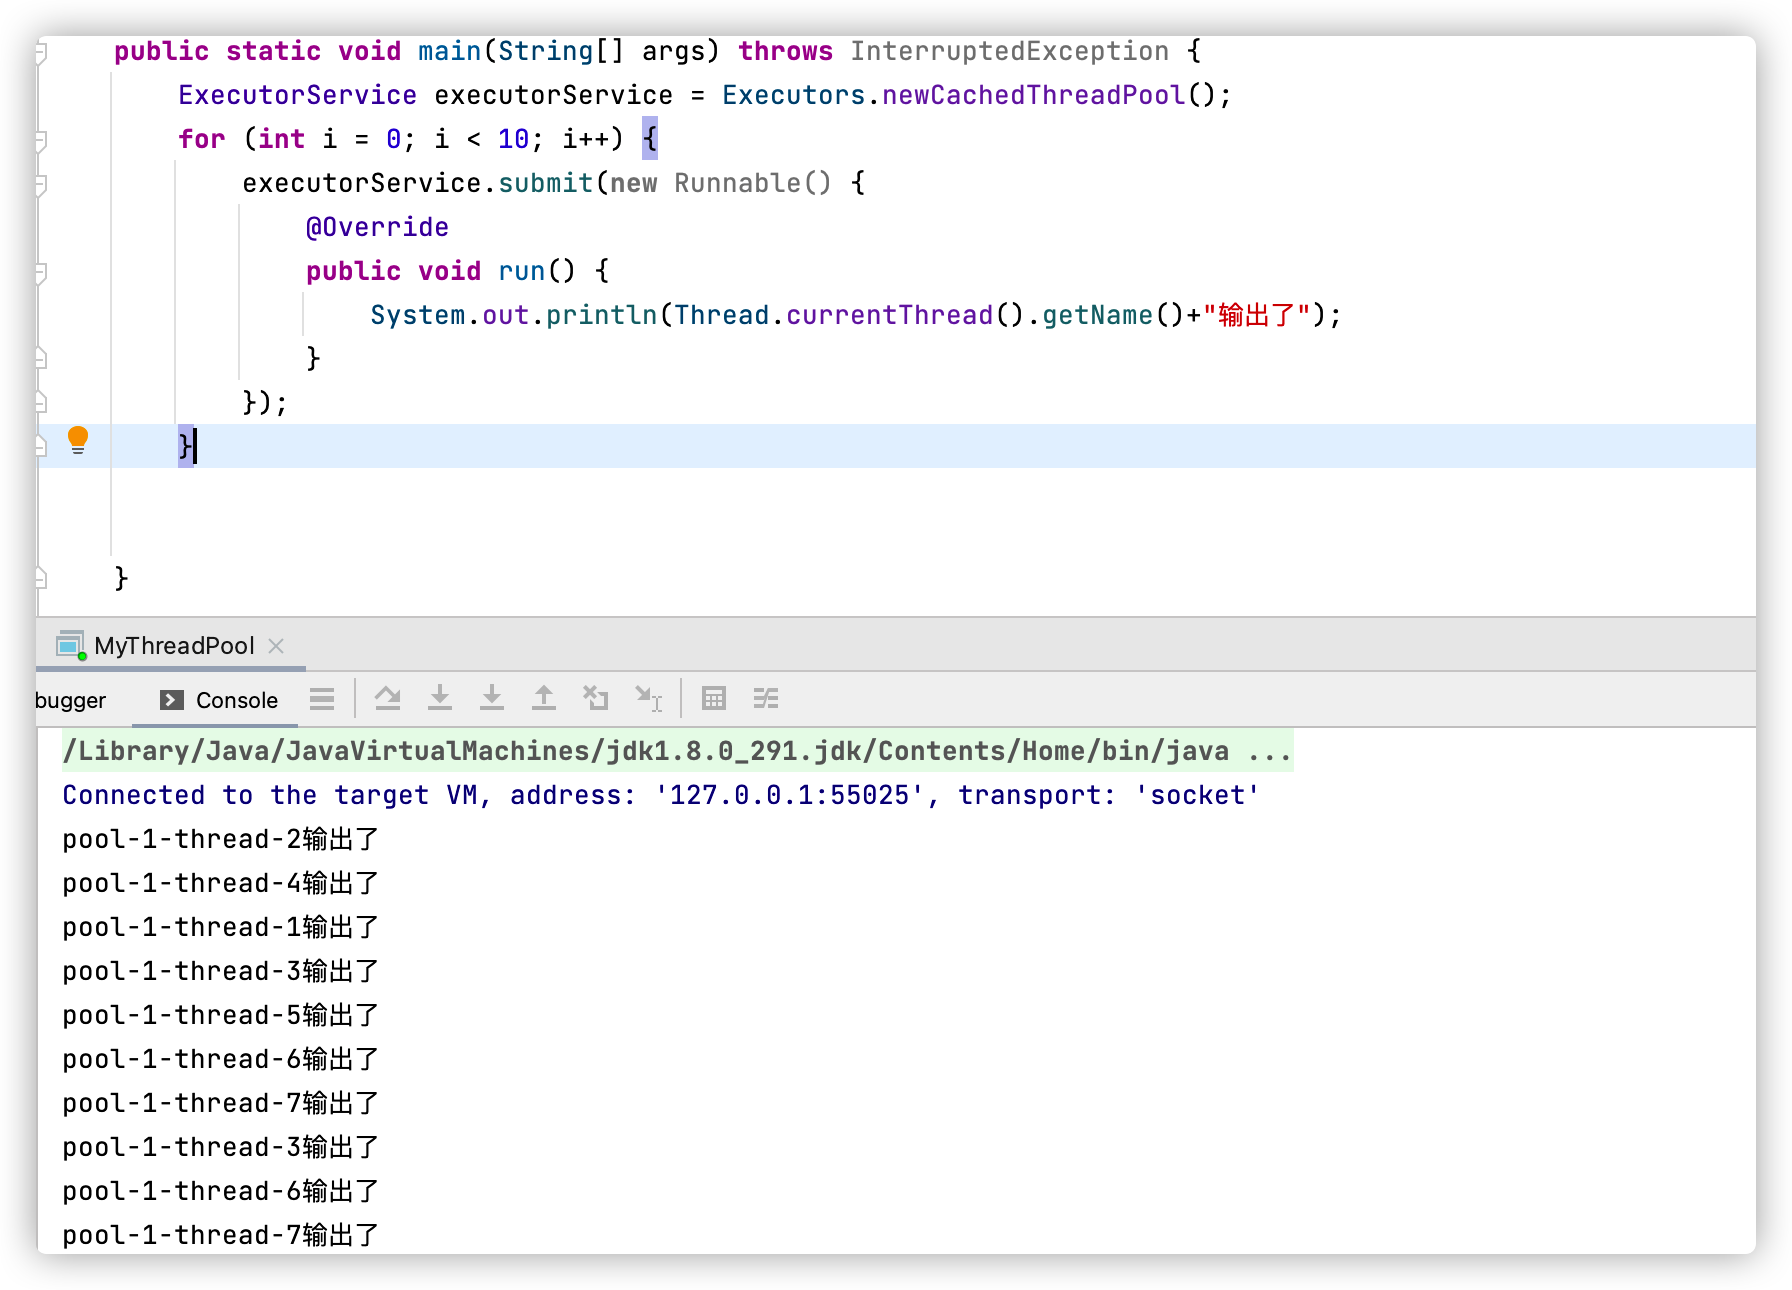 public static void main(String[] args) throws InterruptedException {
ExecutorService executorService = Executors.newCachedThreadPool();
for (int i = 0; i < 10; i++) {
executorService.submit(new Runnable() {
@Override
public void run() {
System.out.println(Thread.currentThread().getName()+"输出了");
}
});
}
}
MyThreadPool
bugger Console
/Library/Java/JavaVirtualMachines/jdk1.8.0_291.jdk/Contents/Home/bin/java ...
Connected to the target VM, address: '127.0.0.1:55025', transport: 'socket'
pool-1-thread-2输出了
pool-1-thread-4输出了
pool-1-thread-1输出了
pool-1-thread-3输出了
pool-1-thread-5输出了
pool-1-thread-6输出了
pool-1-thread-7输出了
pool-1-thread-3输出了
pool-1-thread-6输出了
pool-1-thread-7输出了